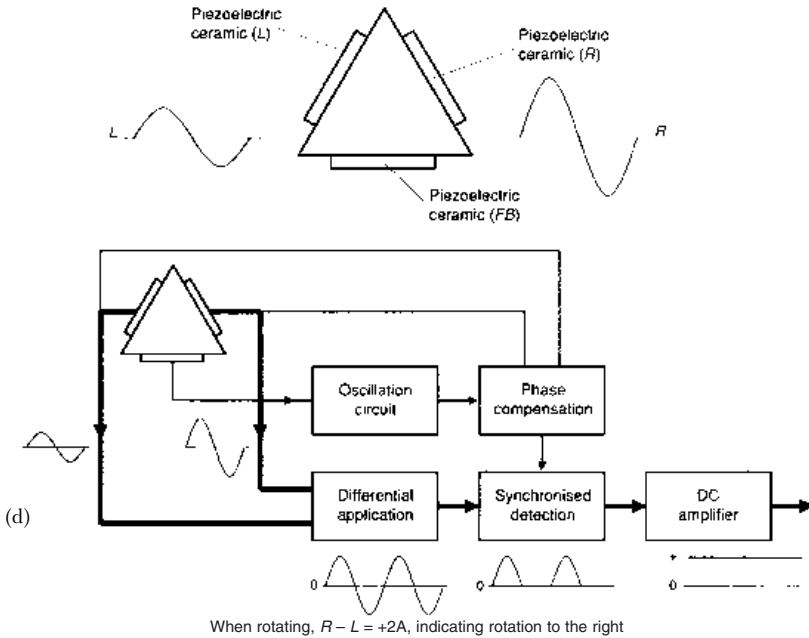 Piezoelectric
ceramic (L)
Piezoelectric
ceramic (R)
L
R
Piezoelectric
ceramic (FB)
Oscillation
circuit
Phase
compensation
(d)
Differential
application
Synchronised
detection
DC
amplifier
0
0
+
0
When rotating, R – L = +2A, indicating rotation to the right